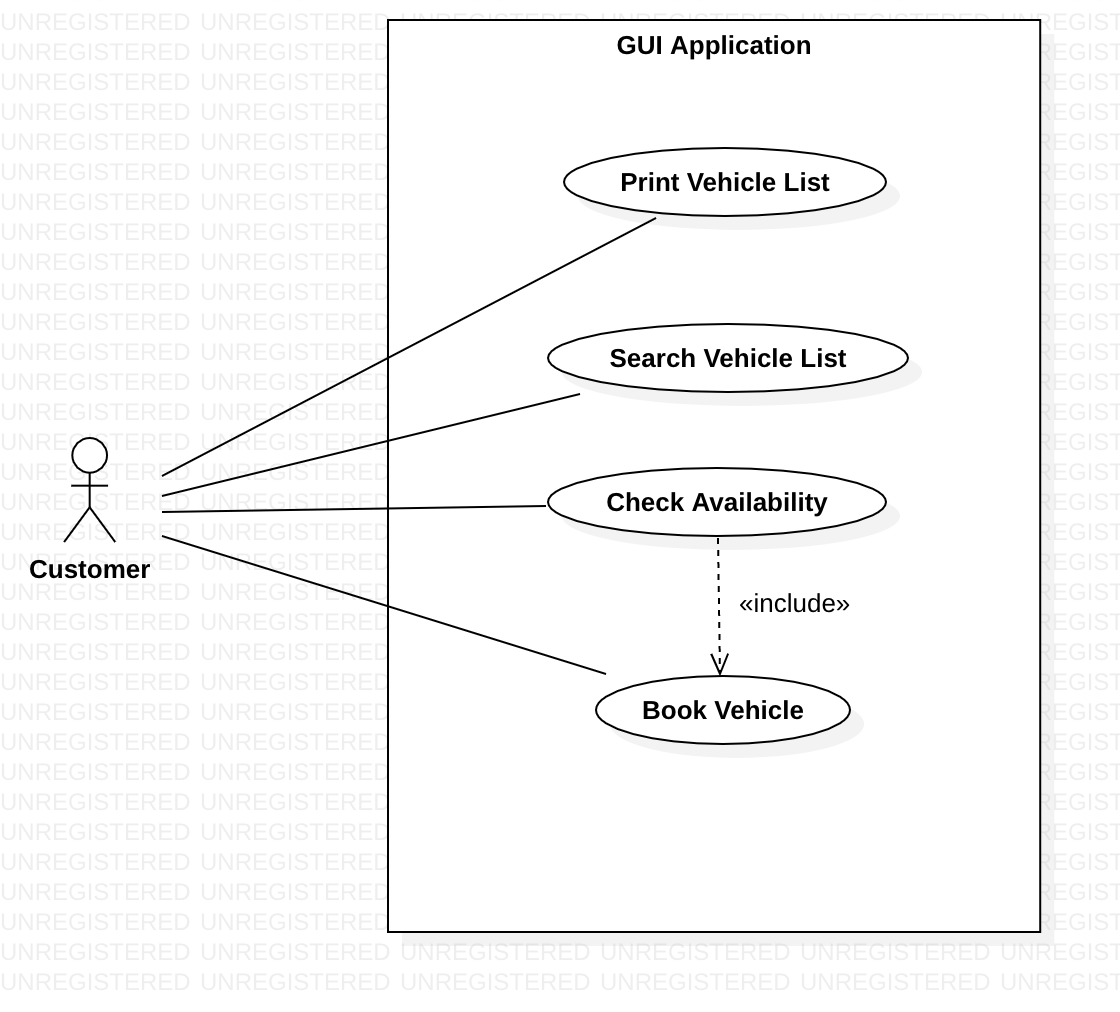 GUI Application
Print Vehicle List
Search Vehicle List
Check Availability
Customer
«include»
Book Vehicle
UNREGISTERED